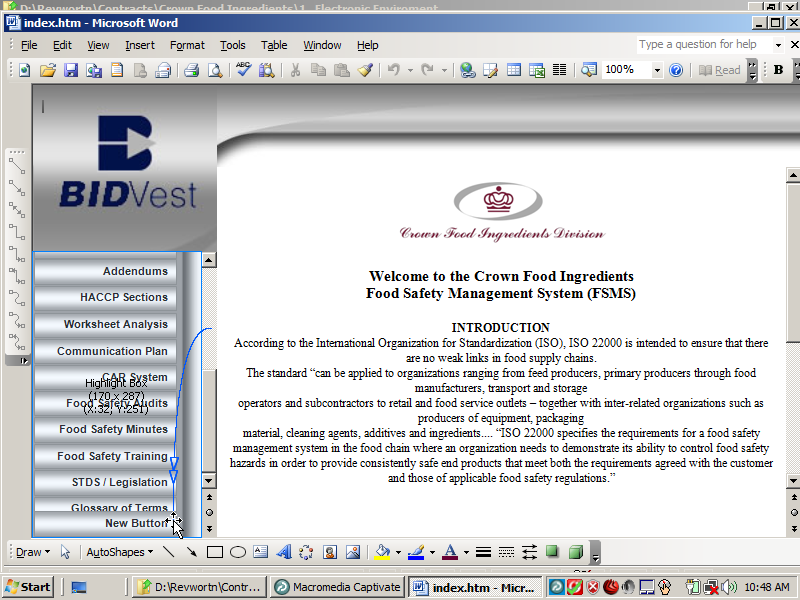 D:\Revwortn\Contracts\Crown Food Ingredients\1. Electronic Enviroment
index.htm - Microsoft Word
File Edit View Insert Format Tools Table Window Help
Type a question for help
100%
Read
B
BIDVest
Crown Food Ingredients Division
Addendums
HACCP Sections
Worksheet Analysis
Communication Plan
CAR System
Highlight Box
(170 x 287)
Food Safety Audits
(X:32; Y:251)
Food Safety Minutes
Food Safety Training
STDS / Legislation
Glossary of Terms
New Button
Welcome to the Crown Food Ingredients
Food Safety Management System (FSMS)
INTRODUCTION
According to the International Organization for Standardization (ISO), ISO 22000 is intended to ensure that there
are no weak links in food supply chains.
The standard “can be applied to organizations ranging from feed producers, primary producers through food
manufacturers, transport and storage
operators and subcontractors to retail and food service outlets – together with inter-related organizations such as
producers of equipment, packaging
material, cleaning agents, additives and ingredients.... “ISO 22000 specifies the requirements for a food safety
management system in the food chain where an organization needs to demonstrate its ability to control food safety
hazards in order to provide consistently safe end products that meet both the requirements agreed with the customer
and those of applicable food safety regulations.”
Draw AutoShapes
Start
D:\Revwortn\Contr...
Macromedia Captivate
index.htm - Micr...
10:48 AM